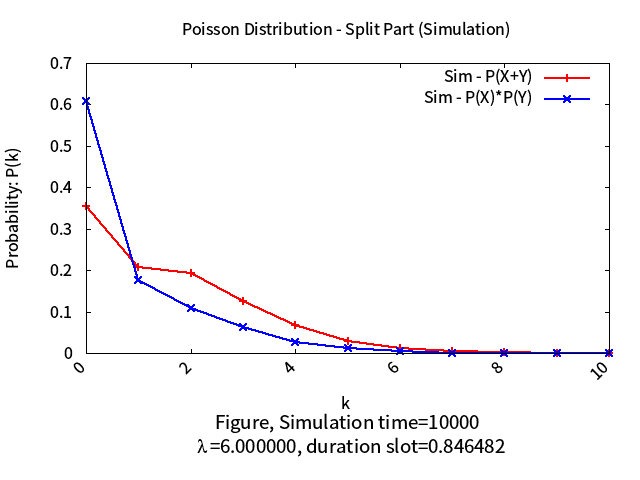 Poisson Distribution - Split Part (Simulation)
0.7
0.6
0.5
0.4
0.3
0.2
0.1
0
Probability: P(k)
Sim - P(X+Y)
Sim - P(X)*P(Y)
0 2 4 6 8 10
k
Figure, Simulation time=10000
λ=6.000000, duration slot=0.846482